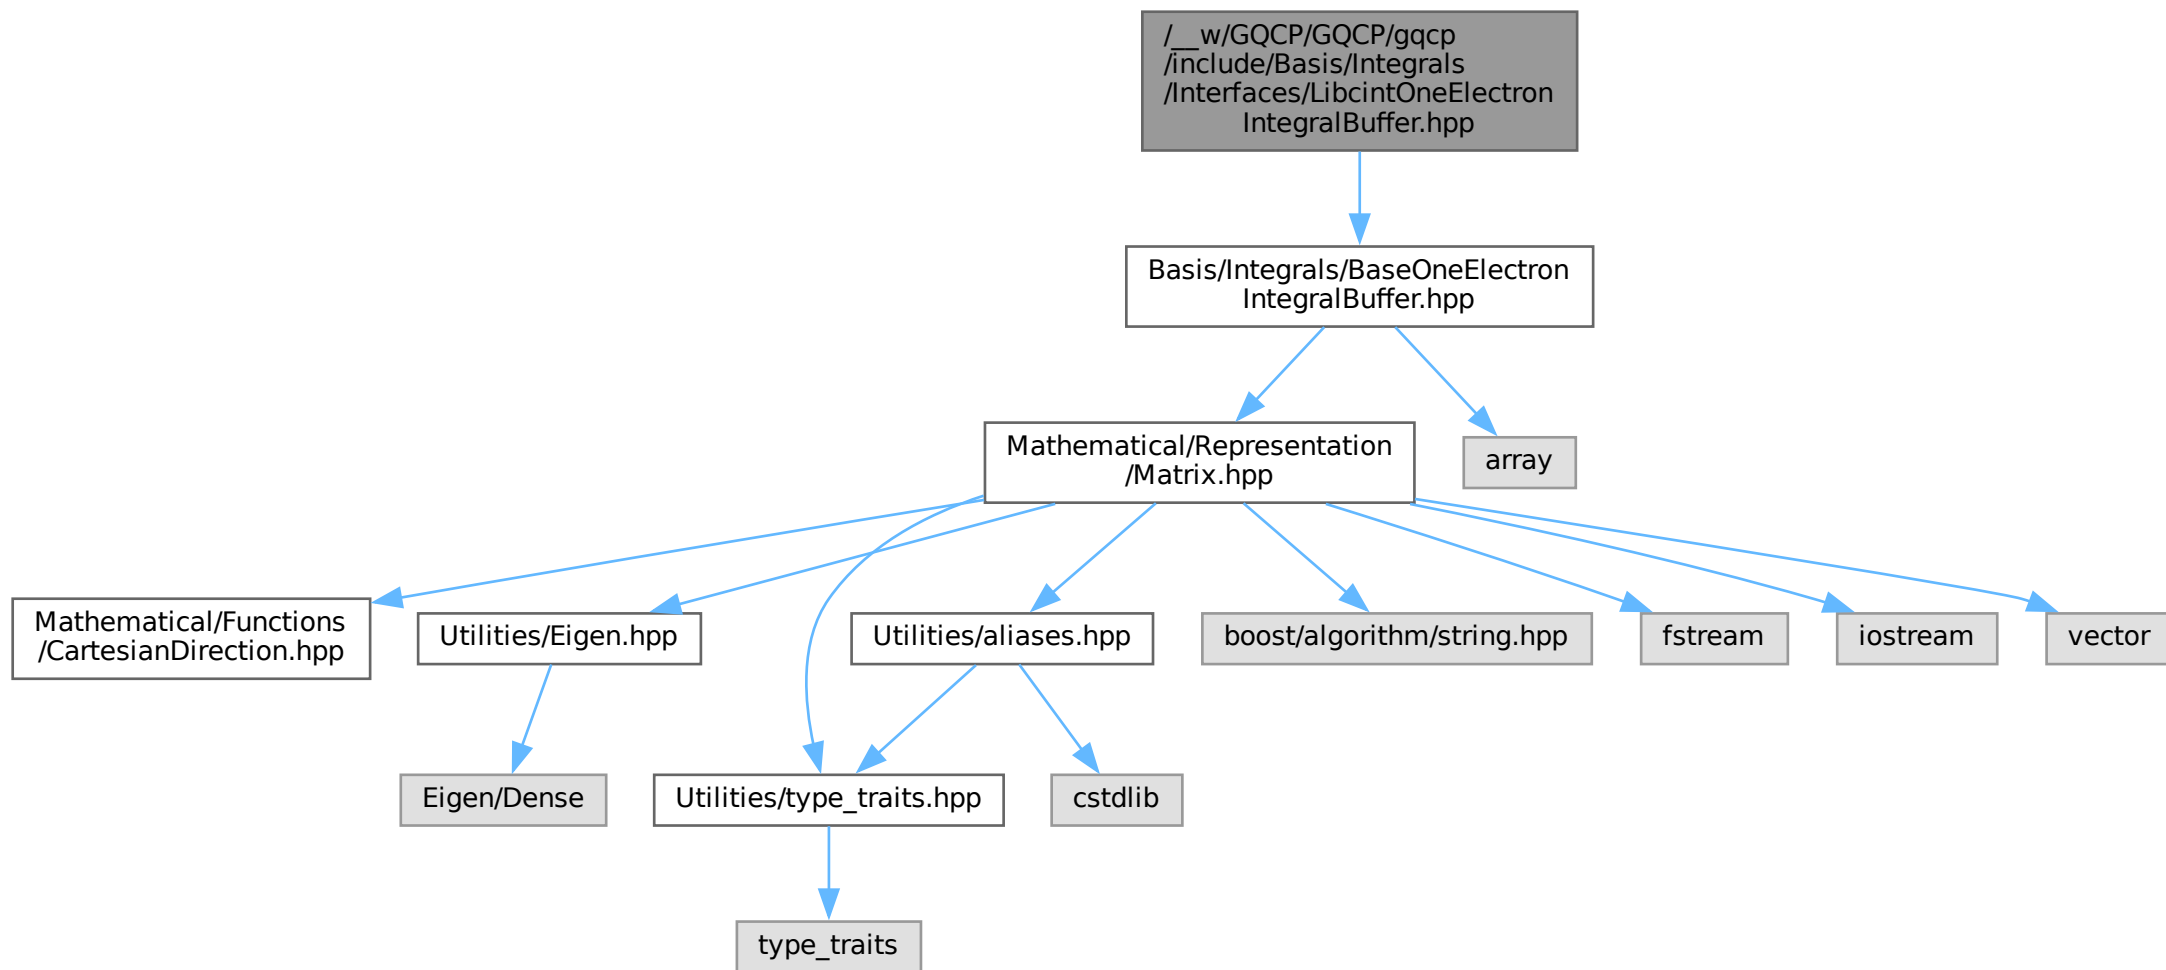 /__w/GQCP/GQCP/gqcp
/include/Basis/Integrals
/Interfaces/LibcintOneElectron
IntegralBuffer.hpp
Basis/Integrals/BaseOneElectron
IntegralBuffer.hpp
Mathematical/Representation
/Matrix.hpp
array
Mathematical/Functions
/CartesianDirection.hpp
Utilities/Eigen.hpp
Utilities/aliases.hpp
boost/algorithm/string.hpp
fstream
iostream
vector
Eigen/Dense
Utilities/type_traits.hpp
cstdlib
type_traits